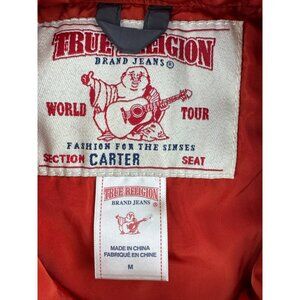 TRUE RELIGION
BRAND JEANS®
WORLD TOUR
FASHION FOR THE SENSES
SECTION CARTER SEAT
TRUE RELIGION
BRAND JEANS
MADE IN CHINA
FABRIQUÉ EN CHINE
M